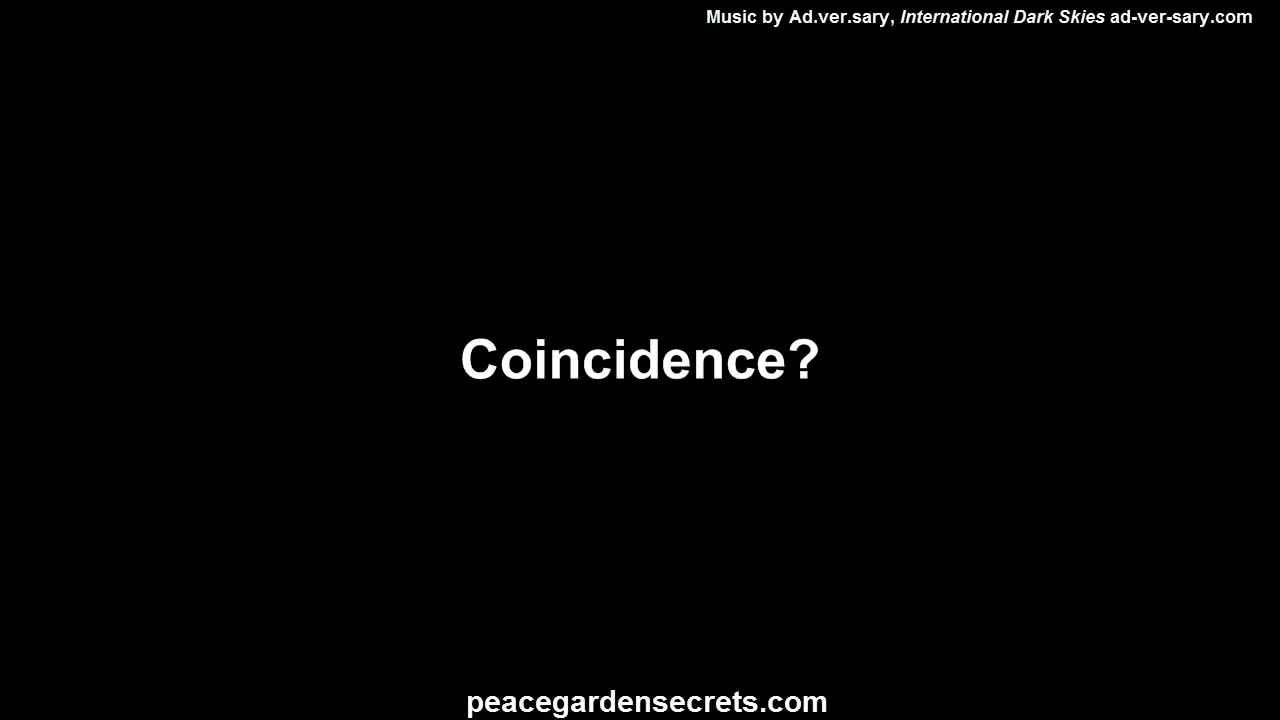 Music by Ad.ver.sary, International Dark Skies ad-ver-sary.com
Coincidence?
peacegardensecrets.com